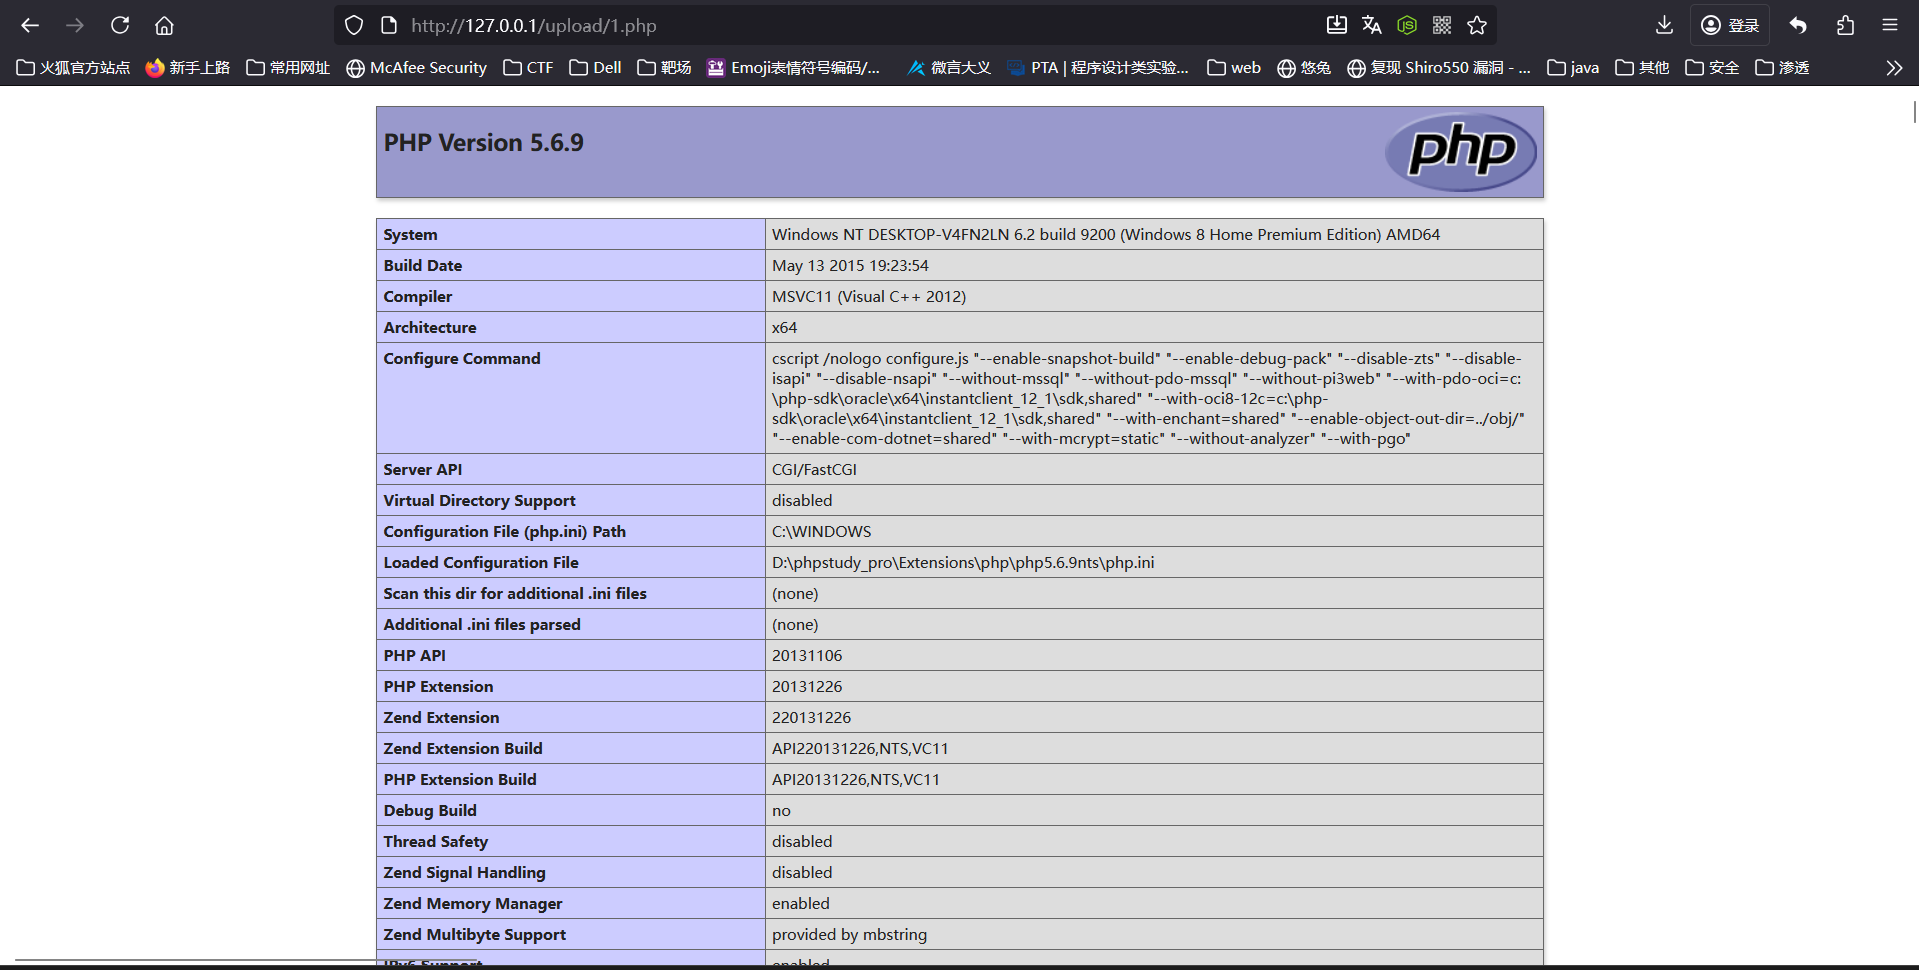 http://127.0.0.1/upload/1.php
登录
火狐官方站点 新手上路 常用网址 McAfee Security CTF Dell 靶场 Emoji表情符号编码/... 微言大义 PTA | 程序设计类实验... web 悠兔 复现 Shiro550 漏洞 - ... java 其他 安全 渗透
PHP Version 5.6.9
php
System Windows NT DESKTOP-V4FN2LN 6.2 build 9200 (Windows 8 Home Premium Edition) AMD64
Build Date May 13 2015 19:23:54
Compiler MSVC11 (Visual C++ 2012)
Architecture x64
Configure Command cscript /nologo configure.js "--enable-snapshot-build" "--enable-debug-pack" "--disable-zts" "--disable-
isapi" "--disable-nsapi" "--without-mssql" "--without-pdo-mssql" "--without-pi3web" "--with-pdo-oci=c:
\php-sdk\oracle\x64\instantclient_12_1\sdk,shared" "--with-oci8-12c=c:\php-
sdk\oracle\x64\instantclient_12_1\sdk,shared" "--with-enchant=shared" "--enable-object-out-dir=../obj/"
"--enable-com-dotnet=shared" "--with-mcrypt=static" "--without-analyzer" "--with-pgo"
Server API CGI/FastCGI
Virtual Directory Support disabled
Configuration File (php.ini) Path C:\WINDOWS
Loaded Configuration File D:\phpstudy_pro\Extensions\php\php5.6.9nts\php.ini
Scan this dir for additional .ini files (none)
Additional .ini files parsed (none)
PHP API 20131106
PHP Extension 20131226
Zend Extension 220131226
Zend Extension Build API220131226,NTS,VC11
PHP Extension Build API20131226,NTS,VC11
Debug Build no
Thread Safety disabled
Zend Signal Handling disabled
Zend Memory Manager enabled
Zend Multibyte Support provided by mbstring
IPv6 Support enabled